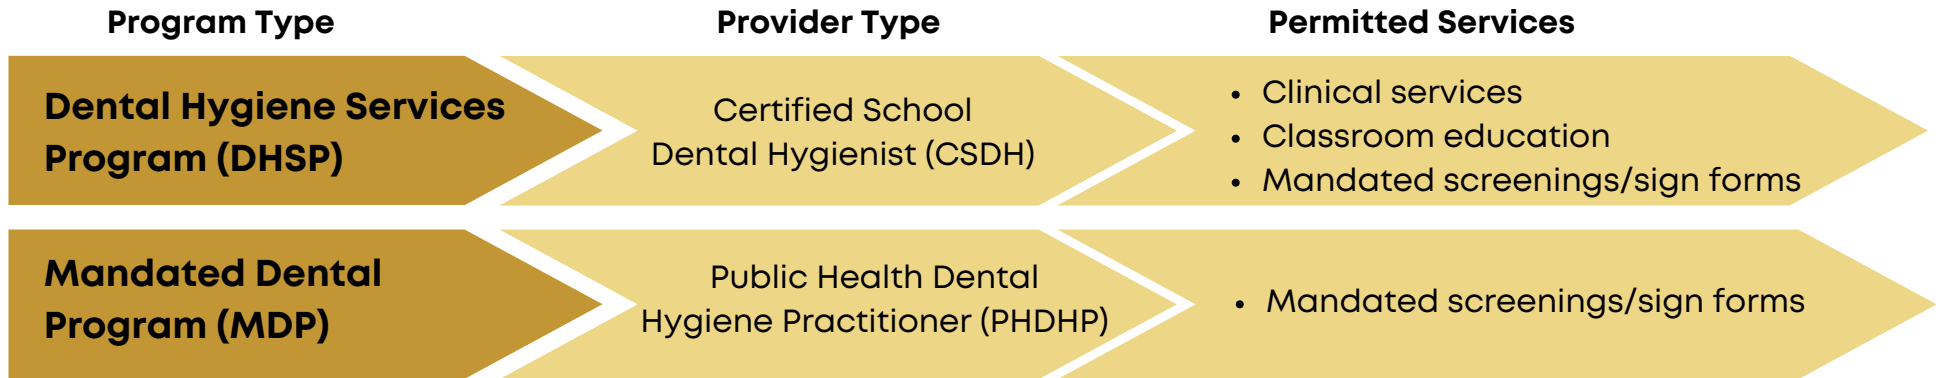 Program Type
Provider Type
Permitted Services
Dental Hygiene Services
Program (DHSP)
Certified School
Dental Hygienist (CSDH)
• Clinical services
• Classroom education
• Mandated screenings/sign forms
Mandated Dental
Program (MDP)
Public Health Dental
Hygiene Practitioner (PHDHP)
• Mandated screenings/sign forms